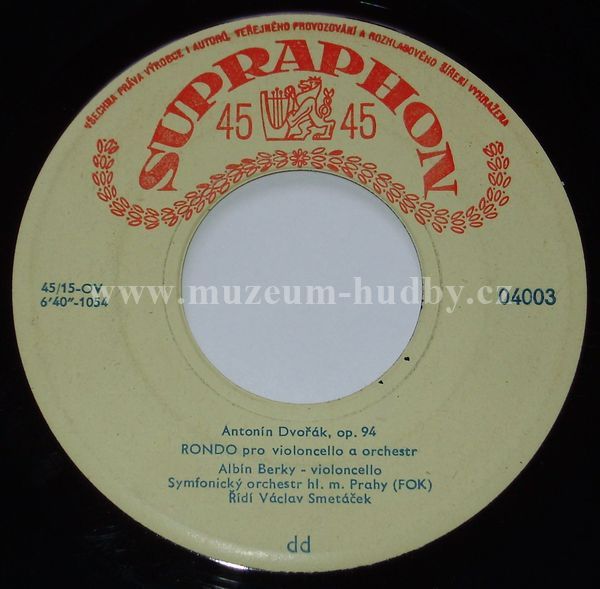 VŠECHNA PRÁVA VÝROBCE I AUTORŮ, VEŘEJNÉHO PROVOZOVÁNÍ A ROZHLASOVÉHO ŠÍŘENÍ VYHRAŽENA
SUPRAPHON
45 45
45/15-OV
6'40"-1054
04003
www.muzeum-hudby.cz
Antonín Dvořák, op. 94
RONDO pro violoncello a orchestr
Albín Berky - violoncello
Symfonický orchestr hl. m. Prahy (FOK)
Řídí Václav Smetáček
dd